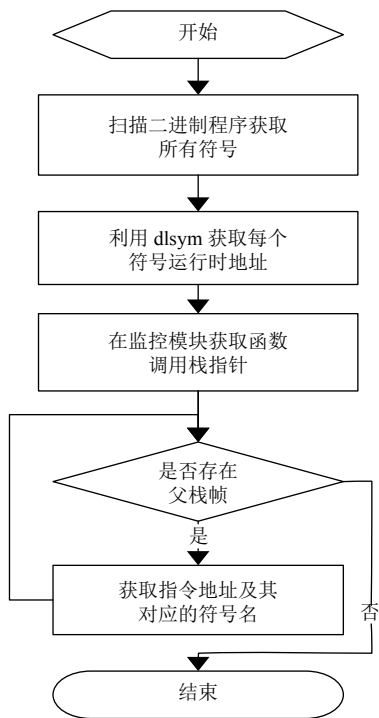 开始
扫描二进制程序获取
所有符号
利用 dlsym 获取每个
符号运行时地址
在监控模块获取函数
调用栈指针
是否存在
父栈帧
是
获取指令地址及其
对应的符号名
否
结束